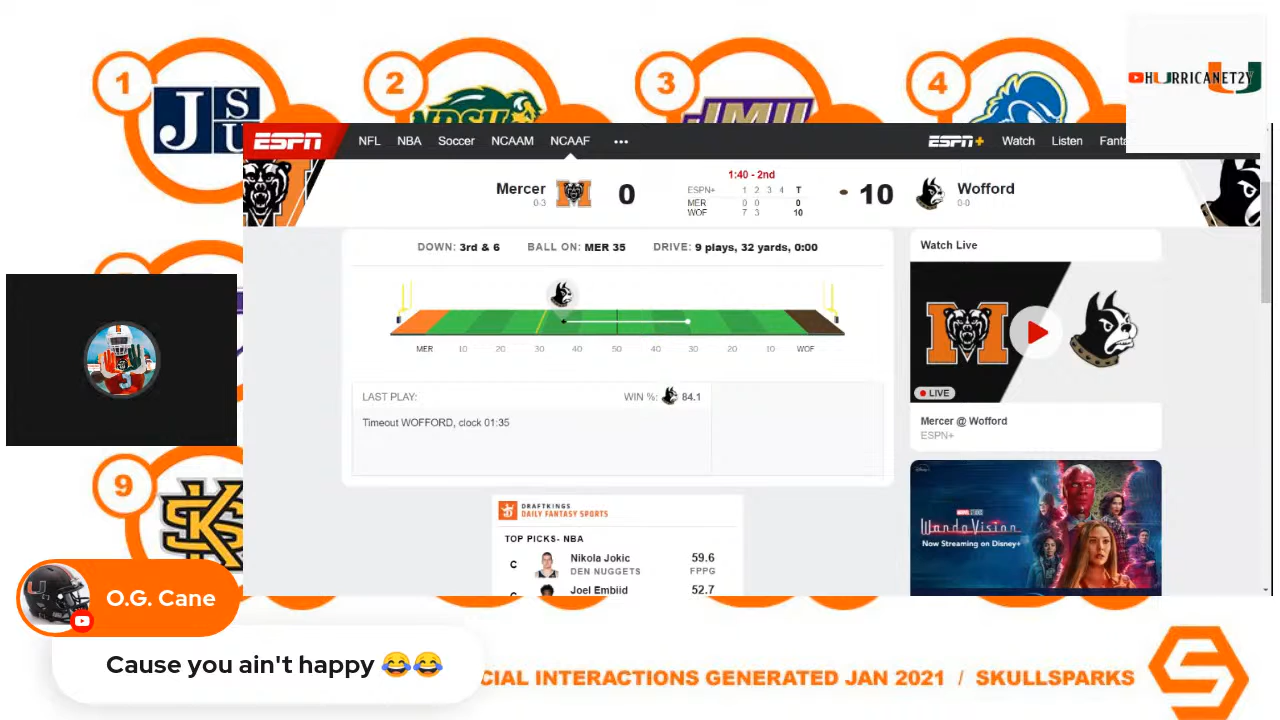 1
2
3
4
J S
U
NDSU
JMU
HURRICANET2Y
ESPN
NFL NBA Soccer NCAAM NCAAF •••
ESPN+ Watch Listen Fanta
Mercer
0-3
0
1:40 - 2nd
ESPN+ 1 2 3 4 T
MER 0 0 0
WOF 7 3 10
10
Wofford
0-0
DOWN: 3rd & 6 BALL ON: MER 35 DRIVE: 9 plays, 32 yards, 0:00
MER 10 20 30 40 50 40 30 20 10 WOF
LAST PLAY: WIN %: 84.1
Timeout WOFFORD, clock 01:35
Watch Live
M
LIVE
Mercer @ Wofford
ESPN+
DRAFTKINGS
DAILY FANTASY SPORTS
TOP PICKS- NBA
C Nikola Jokic 59.6
DEN NUGGETS FPPG
C Joel Embiid 52.7
Disney+
MARVEL STUDIOS
WandaVision
Now Streaming on Disney+
9
KS
O.G. Cane
Cause you ain't happy 😂😂
CIAL INTERACTIONS GENERATED JAN 2021 / SKULLSPARKS